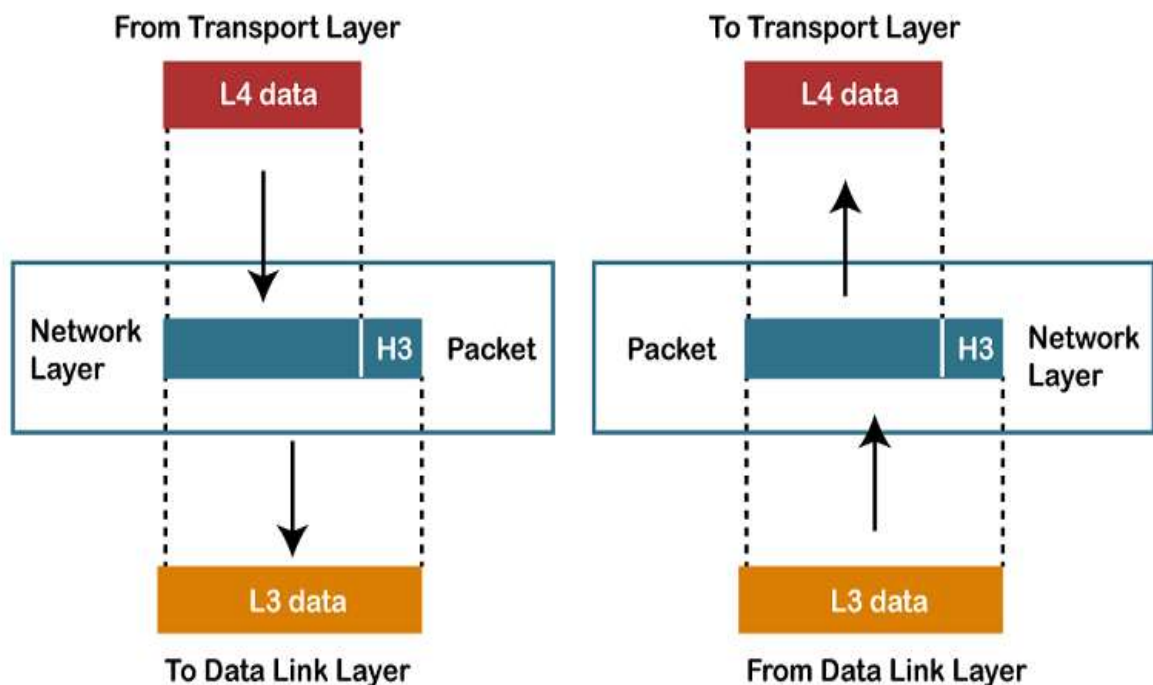 From Transport Layer
L4 data
Network
Layer
H3
Packet
L3 data
To Data Link Layer
To Transport Layer
L4 data
Packet
H3
Network
Layer
L3 data
From Data Link Layer